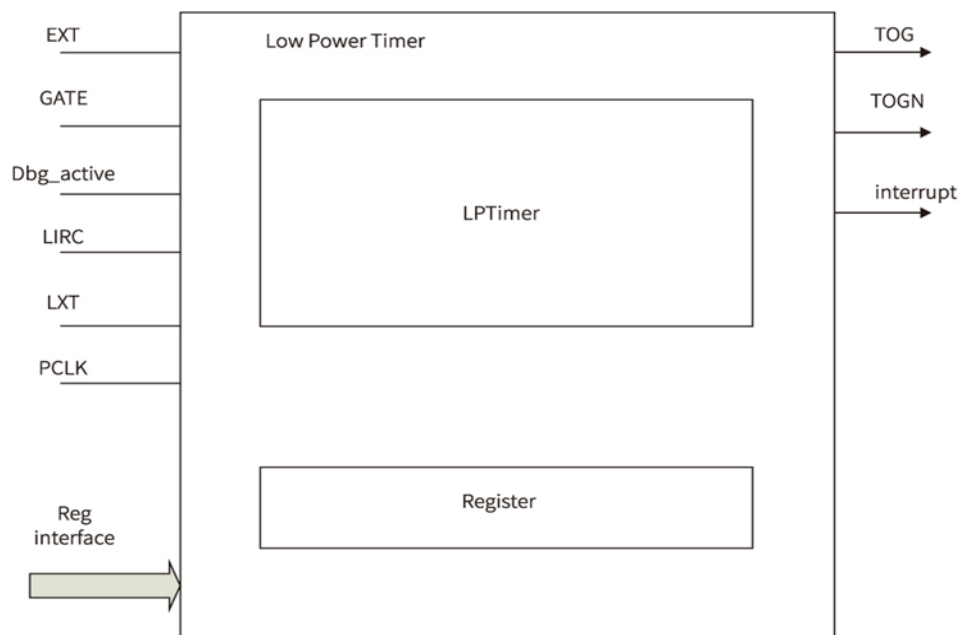 EXT
Low Power Timer
TOG
GATE
TOGN
Dbg_active
interrupt
LPTimer
LIRC
LXT
PCLK
Register
Reg
interface